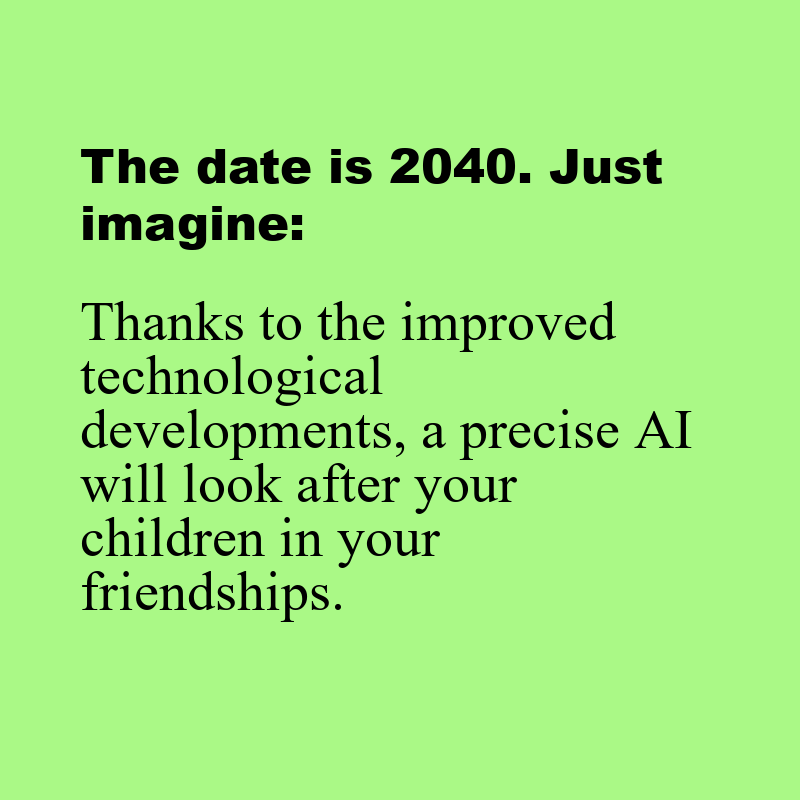 The date is 2040. Just
imagine:
Thanks to the improved
technological
developments, a precise AI
will look after your
children in your
friendships.